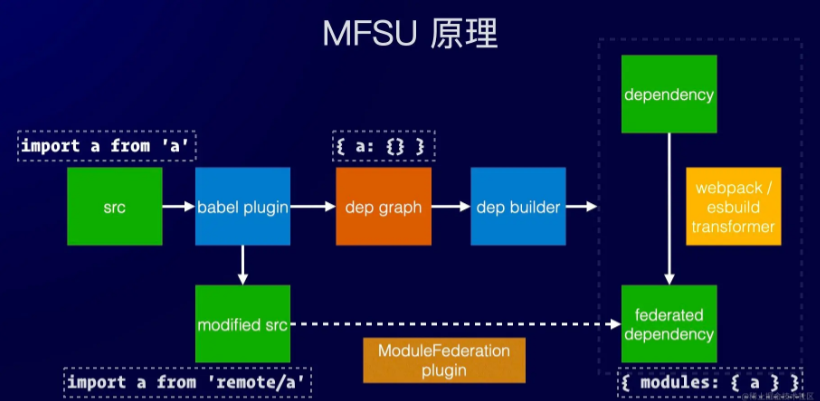 MFSU 原理
import a from 'a'
{ a: {} }
dependency
src
babel plugin
dep graph
dep builder
webpack /
esbuild
transformer
modified src
ModuleFederation
plugin
federated
dependency
import a from 'remote/a'
{ modules: { a } }